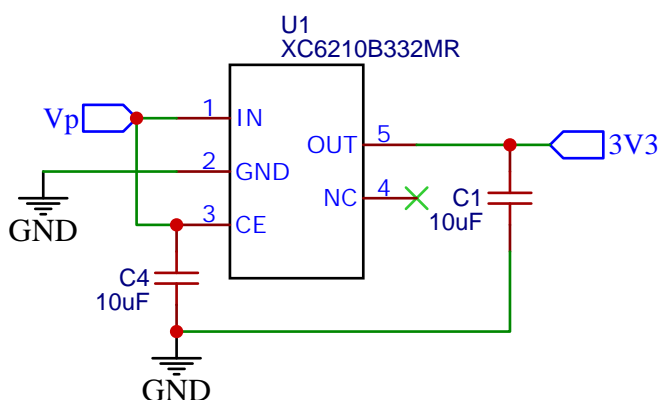 U1
XC6210B332MR
Vp
1
IN
OUT
5
3V3
2
GND
NC
4
GND
3
CE
C1
10uF
C4
10uF
GND